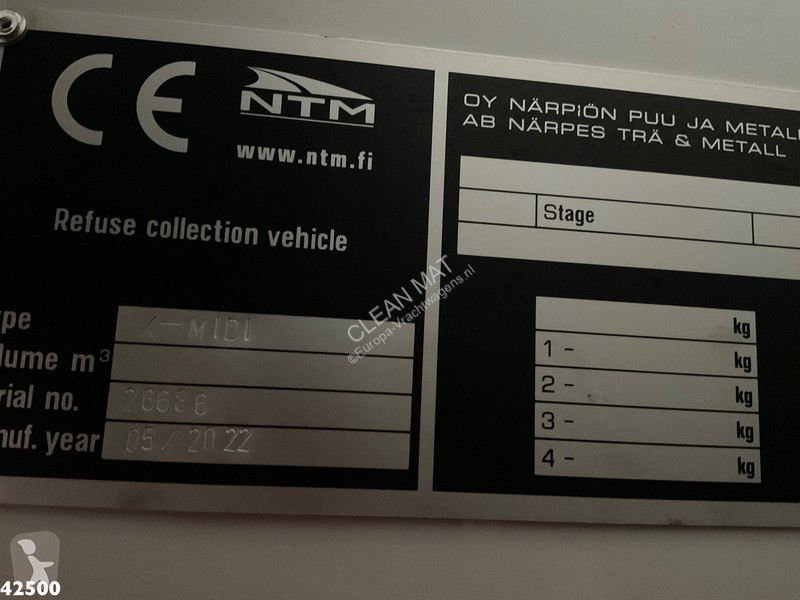 CE NTM
www.ntm.fi
Refuse collection vehicle
ype K-MIDI
lume m³
rial no. 26686
nuf. year 05/2022
OY NÄRPIÖN PUU JA METALL
AB NÄRPES TRÄ & METALL
Stage
kg
1 - kg
2 - kg
3 - kg
4 - kg
CLEAN MAT
©Europa-Vrachtwagens.nl
42500